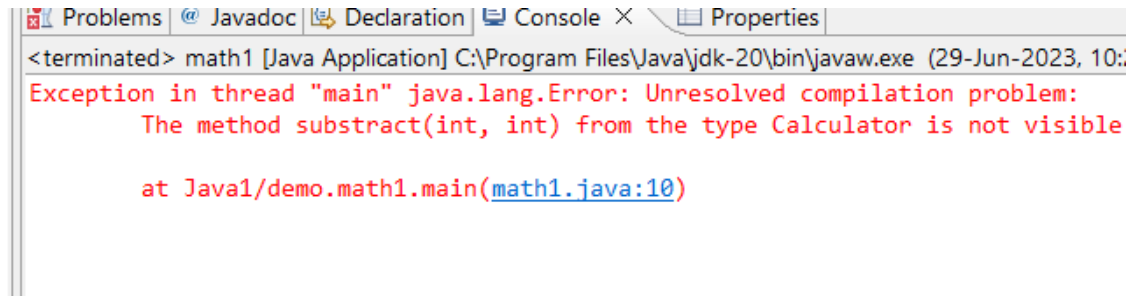 Problems @ Javadoc Declaration Console × Properties
<terminated> math1 [Java Application] C:\Program Files\Java\jdk-20\bin\javaw.exe (29-Jun-2023, 10:
Exception in thread "main" java.lang.Error: Unresolved compilation problem:
The method substract(int, int) from the type Calculator is not visible
at Java1/demo.math1.main(math1.java:10)